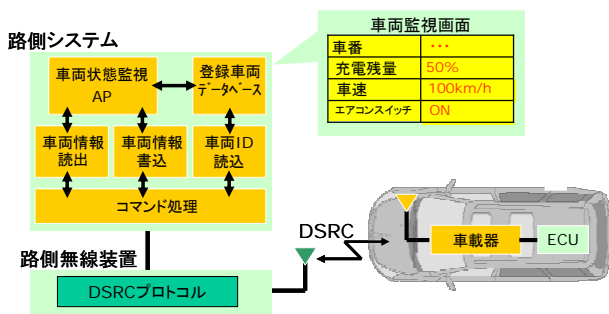 路側システム
車両状態監視
AP
登録車両
データベース
車両情報
読出
車両情報
書込
車両ID
読込
コマンド処理
路側無線装置
DSRCプロトコル
車両監視画面
車番 ・・・
充電残量 50%
車速 100km/h
エアコンスイッチ ON
DSRC
車載器
ECU